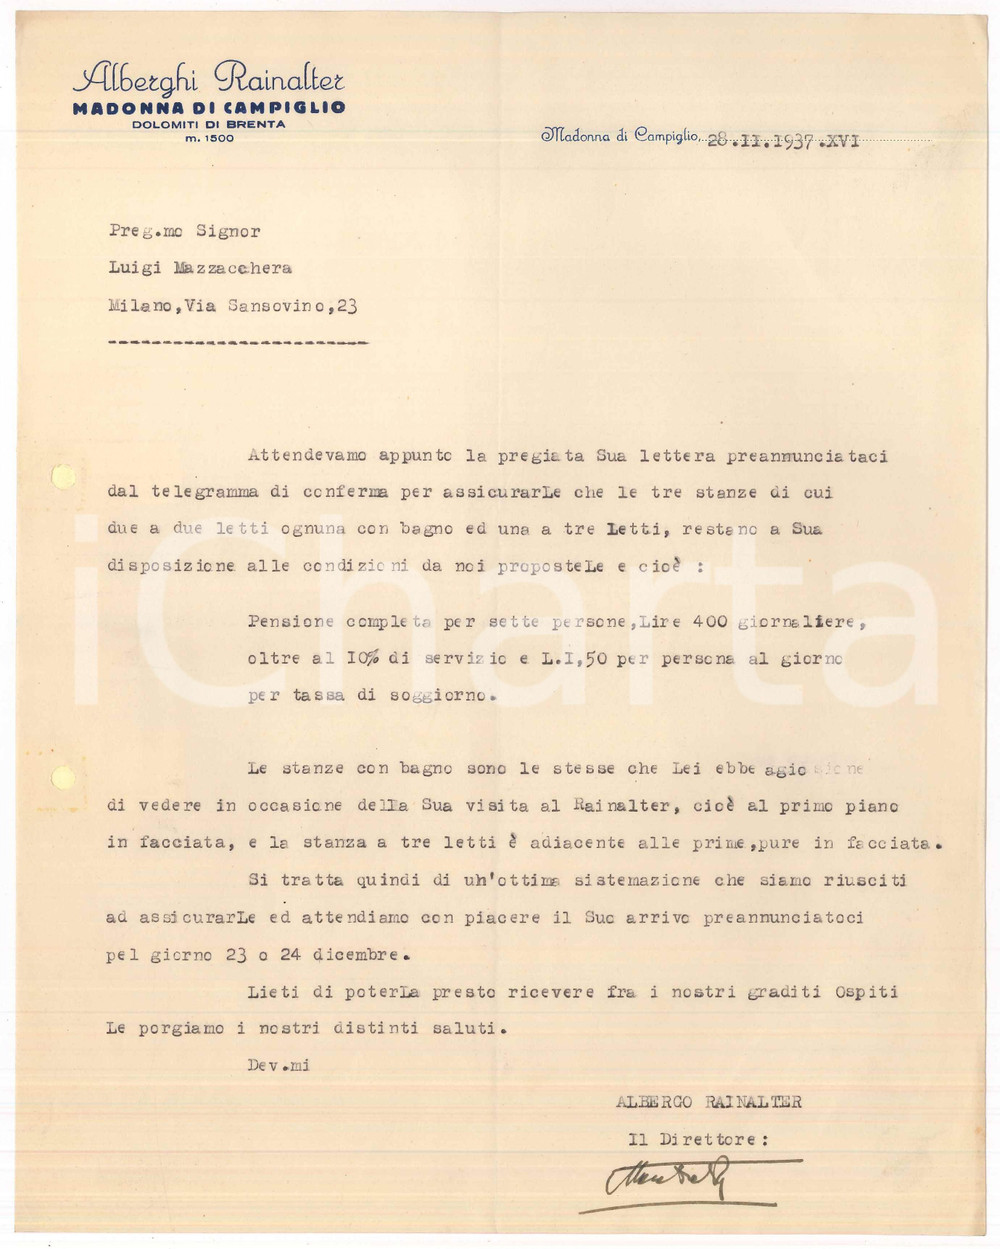 Alberghi Rainalter
MADONNA DI CAMPIGLIO
DOLOMITI DI BRENTA
m. 1500
Madonna di Campiglio, 28.II.1937.XVI
Preg.mo Signor
Luigi Mazzacchera
Milano,Via Sansovino,23
Attendevamo appunto la pregiata Sua lettera preannunciataci
dal telegramma di conferma per assicurarLe che le tre stanze di cui
due a due letti ognuna con bagno ed una a tre Letti, restano a Sua
disposizione alle condizioni da noi proposteLe e cioè :
Pensione completa per sette persone,Lire 400 giornaliere,
oltre al IO% di servizio e L.I,50 per persona al giorno
per tassa di soggiorno.
Le stanze con bagno sono le stesse che Lei ebbe agio
di vedere in occasione della Sua visita al Rainalter, cioè al primo piano
in facciata, e la stanza a tre letti è adiacente alle prime,pure in facciata.
Si tratta quindi di un'ottima sistemazione che siamo riusciti
ad assicurarLe ed attendiamo con piacere il Suo arrivo preannunciatoci
pel giorno 23 o 24 dicembre.
Lieti di poterLa presto ricevere fra i nostri graditi Ospiti
Le porgiamo i nostri distinti saluti.
Dev.mi
ALBERGO RAINALTER
Il Direttore:
iCharta